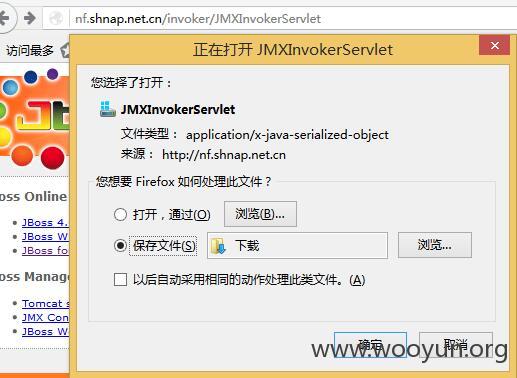 nf.shnap.net.cn/invoker/JMXInvokerServlet
访问最多
正在打开 JMXInvokerServlet
您选择了打开：
JMXInvokerServlet
文件类型： application/x-java-serialized-object
来源： http://nf.shnap.net.cn
您想要 Firefox 如何处理此文件？
打开，通过(O)
浏览(B)...
保存文件(S)
下载
浏览...
以后自动采用相同的动作处理此类文件。(A)
确定
取消
JB
oss Online
JBoss 4.
JBoss W
JBoss fo
oss Manage
Tomcat s
JMX Con
JBoss W
www.wooyun.org